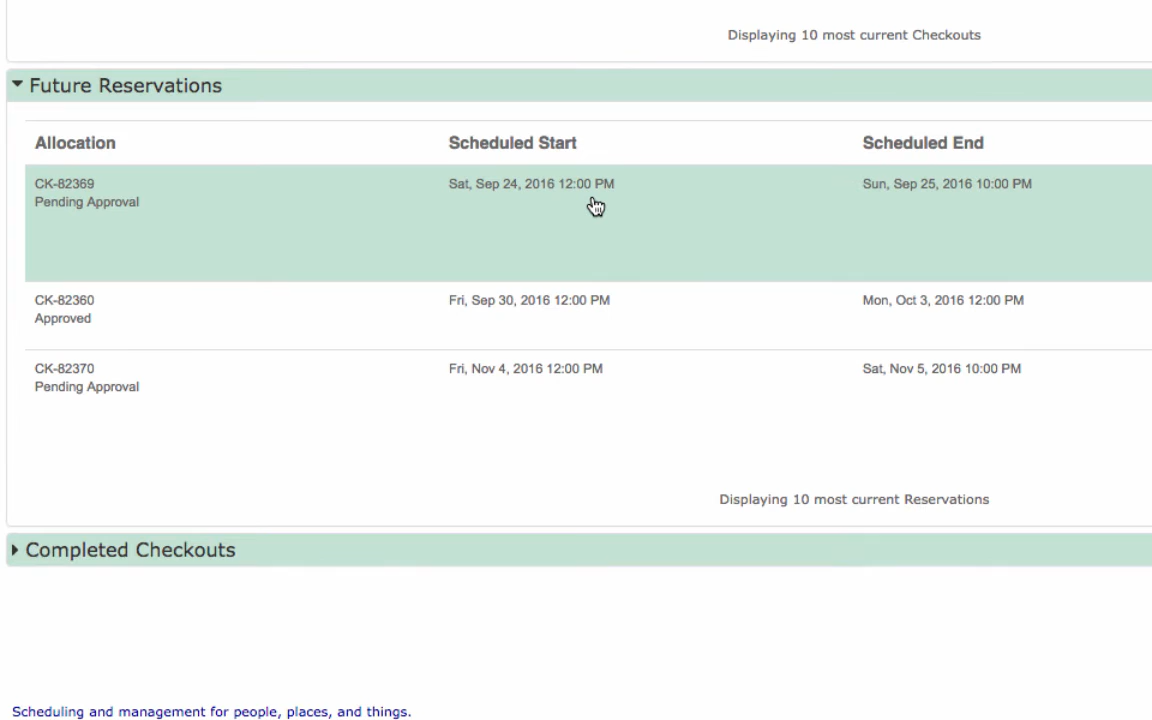 Displaying 10 most current Checkouts
Future Reservations
Allocation Scheduled Start Scheduled End
CK-82369 Sat, Sep 24, 2016 12:00 PM Sun, Sep 25, 2016 10:00 PM
Pending Approval
CK-82360 Fri, Sep 30, 2016 12:00 PM Mon, Oct 3, 2016 12:00 PM
Approved
CK-82370 Fri, Nov 4, 2016 12:00 PM Sat, Nov 5, 2016 10:00 PM
Pending Approval
Displaying 10 most current Reservations
Completed Checkouts
Scheduling and management for people, places, and things.